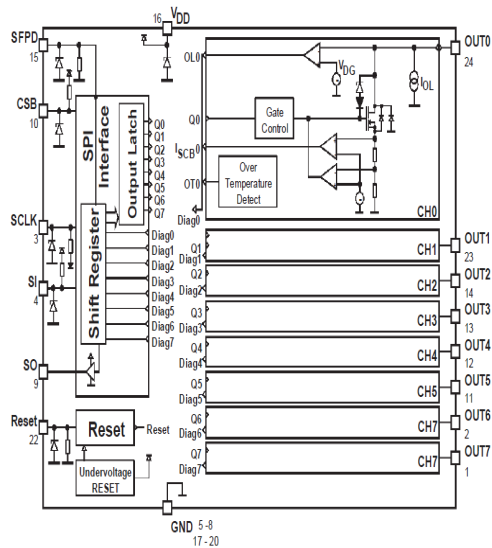 16 VDD
SFPD
15
CSB
10
SCLK
3
SI
4
SO
9
Reset
22
SPI
Interface
Output Latch
Shift Register
Q0
Q1
Q2
Q3
Q4
Q5
Q6
Q7
Diag0
Diag1
Diag2
Diag3
Diag4
Diag5
Diag6
Diag7
Reset
Reset
Undervoltage
RESET
OL0
VDG
IOL
Q0
Gate
Control
ISCB0
Over
Temperature
Detect
OT0
Diag0
CH0
OUT0
24
Q1
Diag1
CH1
OUT1
23
Q2
Diag2
CH2
OUT2
14
Q3
Diag3
CH3
OUT3
13
Q4
Diag4
CH4
OUT4
12
Q5
Diag5
CH5
OUT5
11
Q6
Diag6
CH7
OUT6
2
Q7
Diag7
CH7
OUT7
1
GND 5 -8
17 - 20